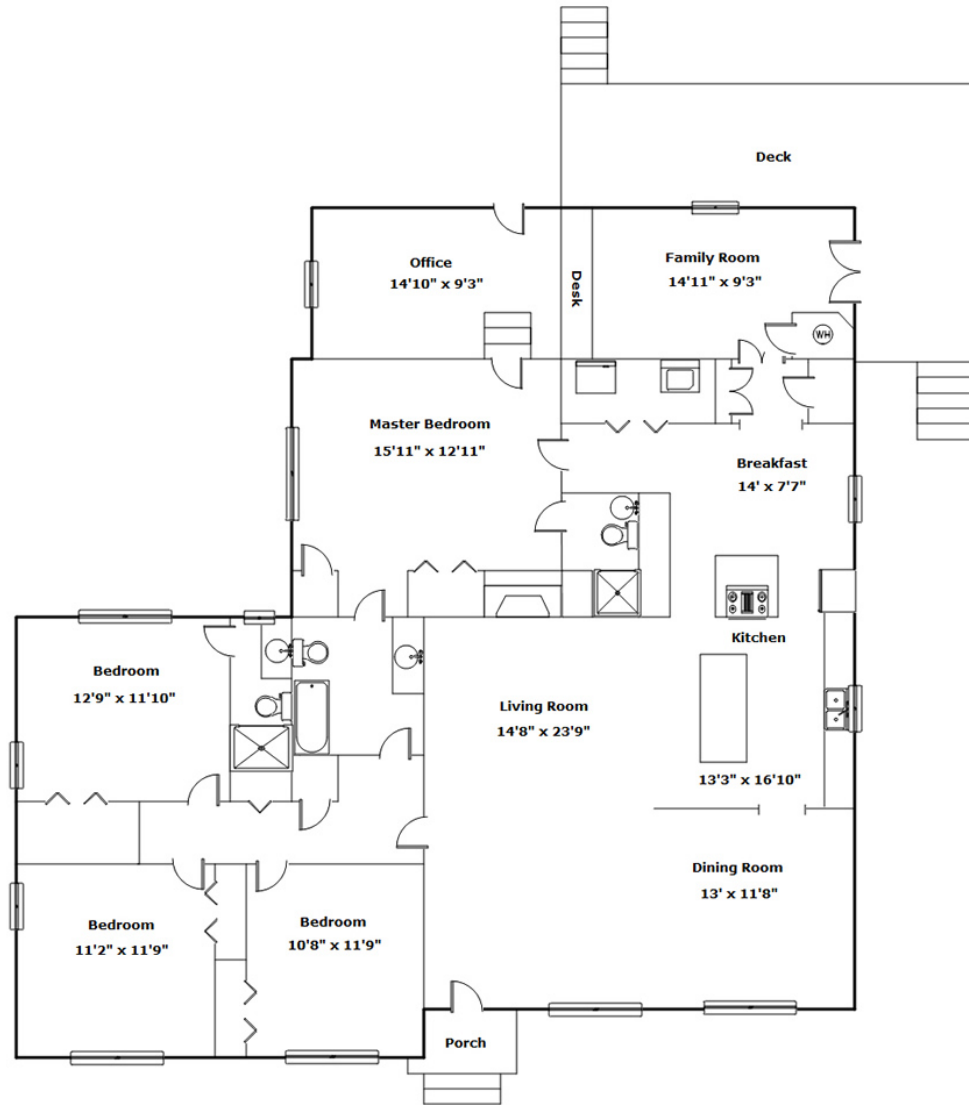 Deck
Office
14'10" x 9'3"
Desk
Family Room
14'11" x 9'3"
WH
Master Bedroom
15'11" x 12'11"
Breakfast
14' x 7'7"
Kitchen
Bedroom
12'9" x 11'10"
Living Room
14'8" x 23'9"
13'3" x 16'10"
Dining Room
13' x 11'8"
Bedroom
11'2" x 11'9"
Bedroom
10'8" x 11'9"
Porch